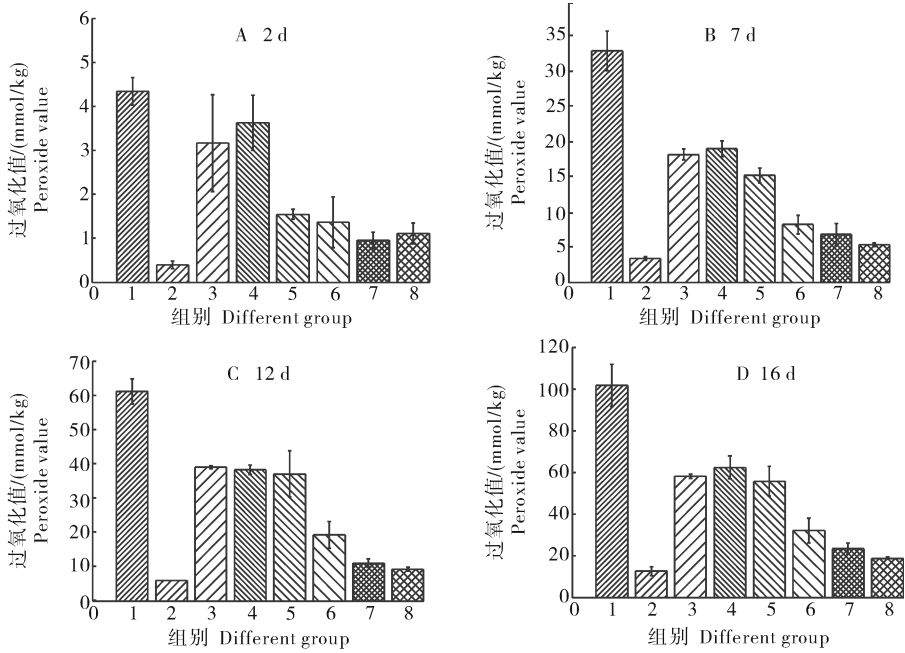 过氧化值/(mmol/kg)
Peroxide value
A 2 d
6
5
4
3
2
1
0
0 1 2 3 4 5 6 7 8
组别 Different group
过氧化值/(mmol/kg)
Peroxide value
B 7 d
35
30
25
20
15
10
5
0
0 1 2 3 4 5 6 7 8
组别 Different group
过氧化值/(mmol/kg)
Peroxide value
C 12 d
70
60
50
40
30
20
10
0
0 1 2 3 4 5 6 7 8
组别 Different group
过氧化值/(mmol/kg)
Peroxide value
D 16 d
120
100
80
60
40
20
0
0 1 2 3 4 5 6 7 8
组别 Different group